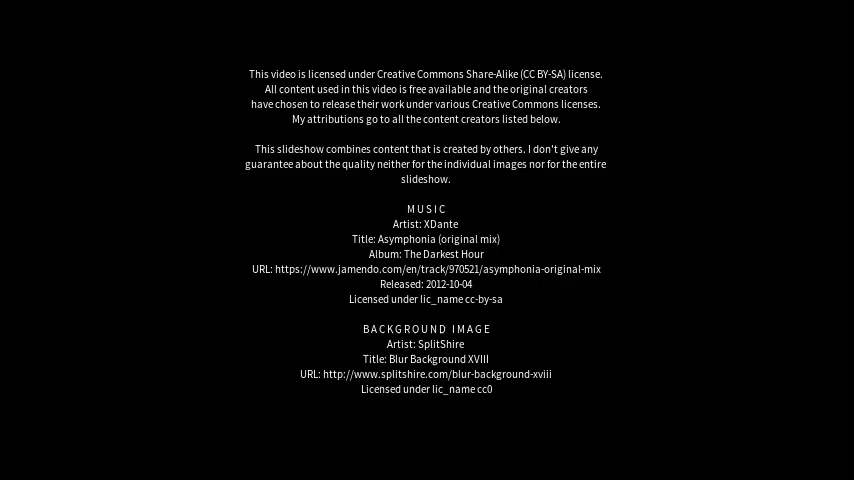 This video is licensed under Creative Commons Share-Alike (CC BY-SA) license.
All content used in this video is free available and the original creators
have chosen to release their work under various Creative Commons licenses.
My attributions go to all the content creators listed below.
This slideshow combines content that is created by others. I don't give any
guarantee about the quality neither for the individual images nor for the entire
slideshow.
MUSIC
Artist: XDante
Title: Asymphonia (original mix)
Album: The Darkest Hour
URL: https://www.jamendo.com/en/track/970521/asymphonia-original-mix
Released: 2012-10-04
Licensed under lic_name cc-by-sa
BACKGROUND IMAGE
Artist: SplitShire
Title: Blur Background XVIII
URL: http://www.splitshire.com/blur-background-xviii
Licensed under lic_name cc0